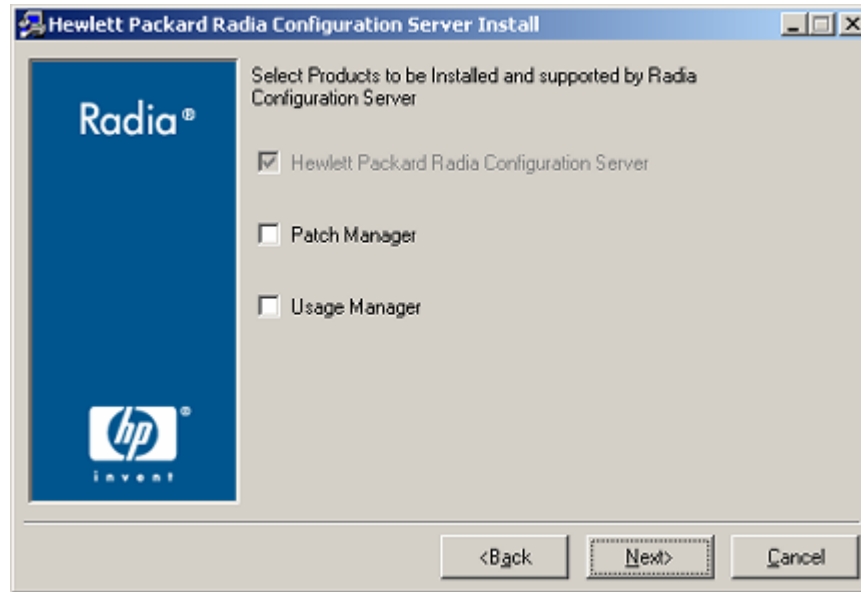 Hewlett Packard Radia Configuration Server Install
Radia®
Select Products to be Installed and supported by Radia
Configuration Server
Hewlett Packard Radia Configuration Server
Patch Manager
Usage Manager
hp®
invent
<Back
Next>
Cancel